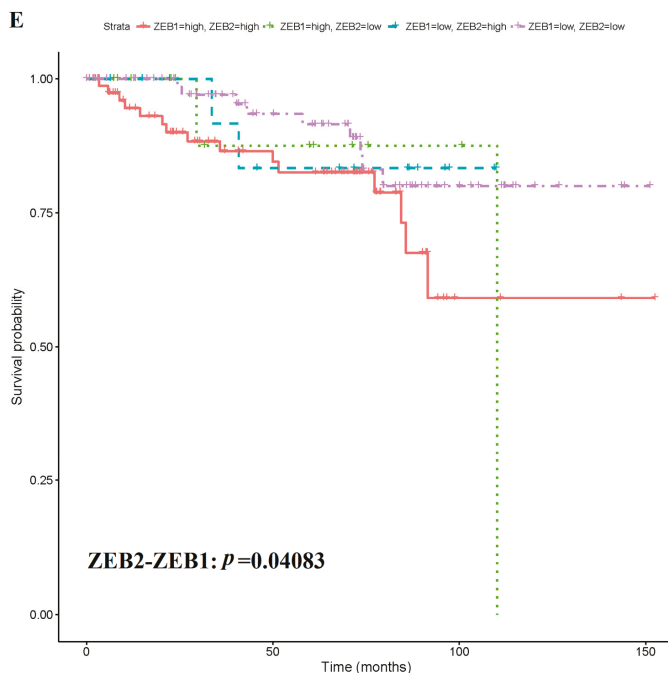 E
Strata ZEB1=high, ZEB2=high ZEB1=high, ZEB2=low ZEB1=low, ZEB2=high ZEB1=low, ZEB2=low
1.00
0.75
0.50
0.25
0.00
Survival probability
ZEB2-ZEB1: p=0.04083
0 50 100 150
Time (months)